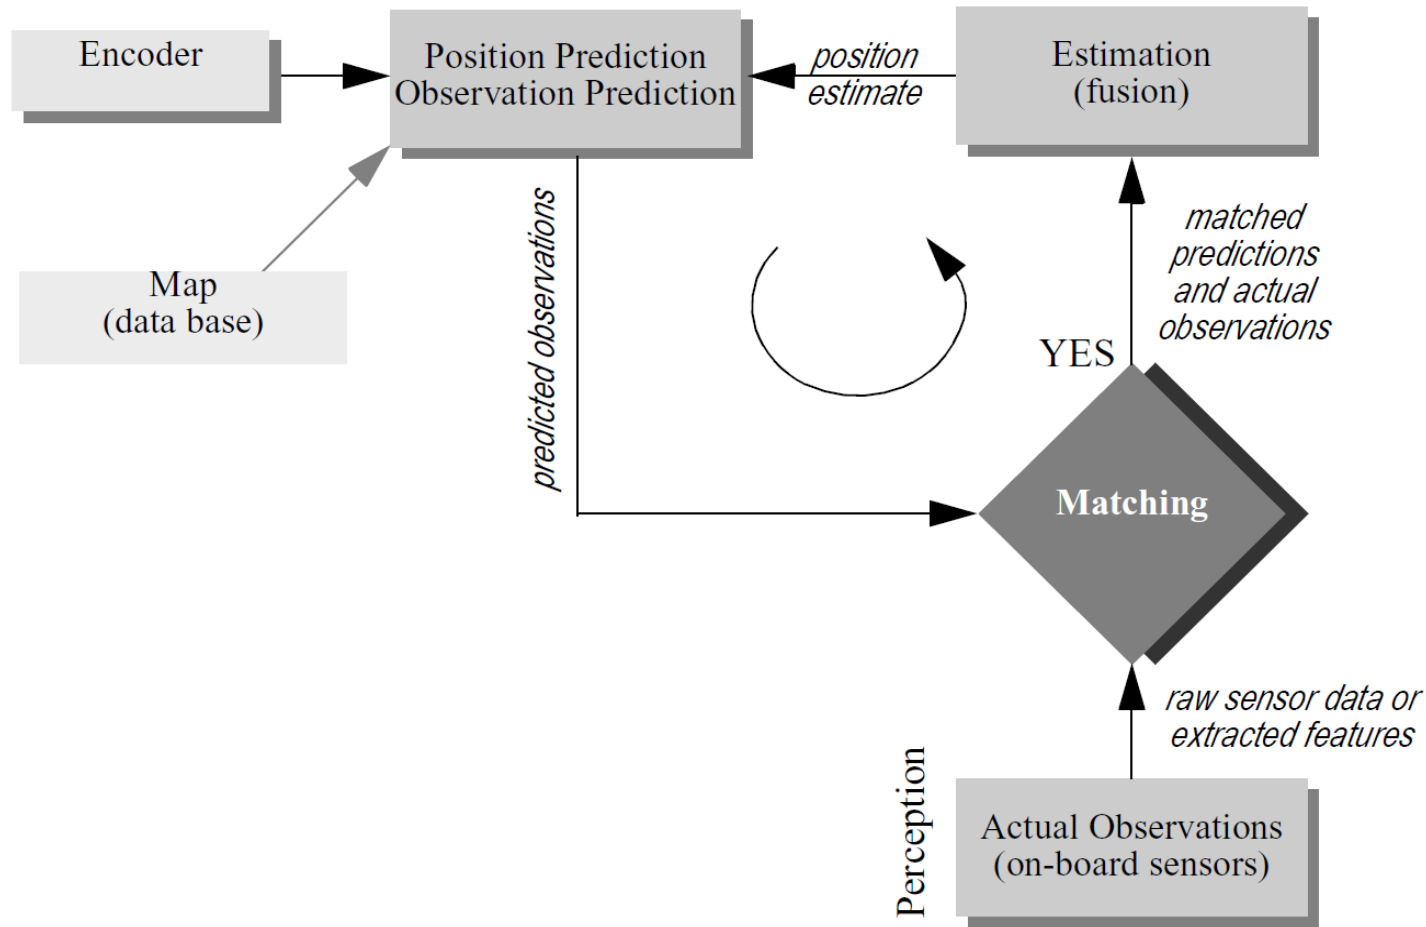 Encoder
Position Prediction
Observation Prediction
position
estimate
Estimation
(fusion)
Map
(data base)
predicted observations
matched
predictions
and actual
observations
YES
Matching
raw sensor data or
extracted features
Perception
Actual Observations
(on-board sensors)